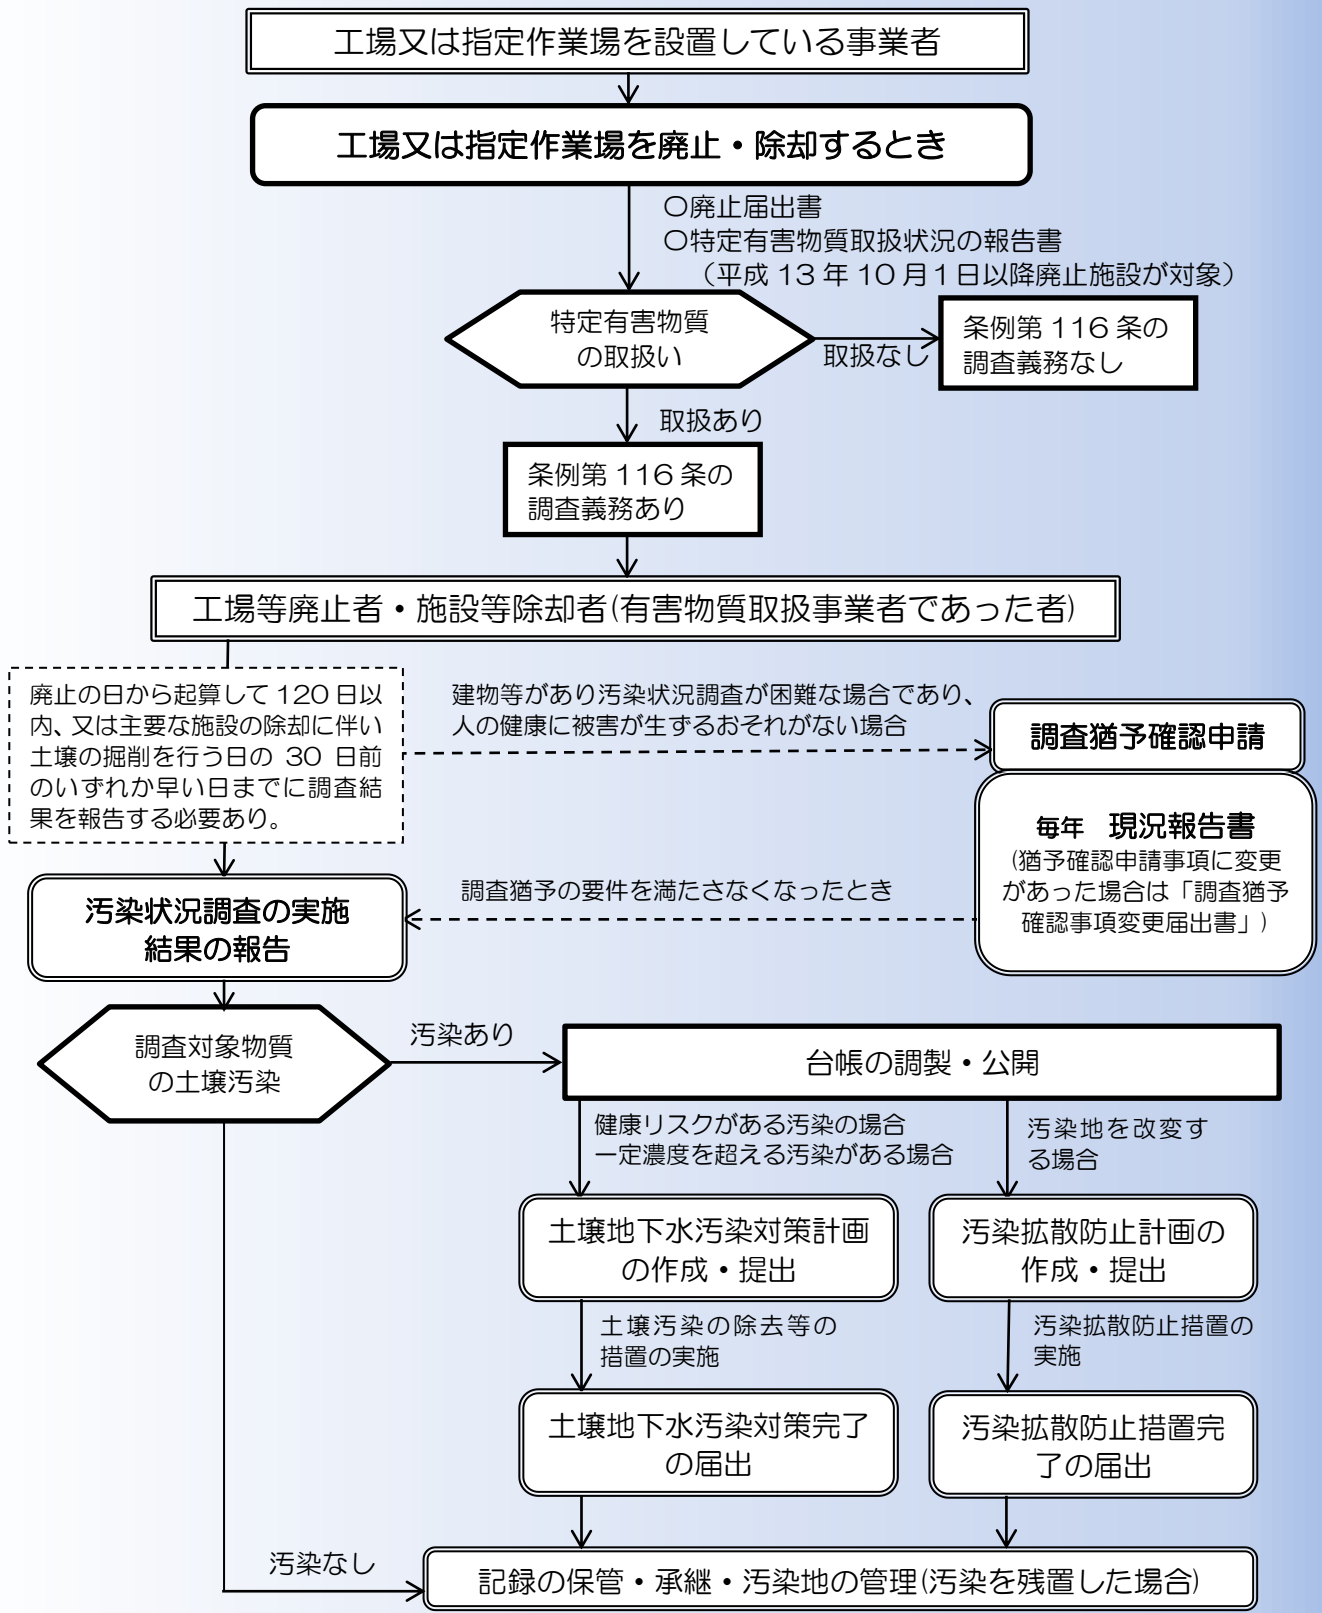 工場又は指定作業場を設置している事業者
工場又は指定作業場を廃止・除却するとき
〇廃止届出書
〇特定有害物質取扱状況の報告書
（平成 13 年 10 月１日以降廃止施設が対象）
特定有害物質
の取扱い
取扱なし
条例第 116 条の
調査義務なし
取扱あり
条例第 116 条の
調査義務あり
工場等廃止者・施設等除却者(有害物質取扱事業者であった者)
廃止の日から起算して 120 日以
内、又は主要な施設の除却に伴い
土壌の掘削を行う日の 30 日前
のいずれか早い日までに調査結
果を報告する必要あり。
建物等があり汚染状況調査が困難な場合であり、
人の健康に被害が生ずるおそれがない場合
調査猶予確認申請
毎年　現況報告書
(猶予確認申請事項に変更
があった場合は「調査猶予
確認事項変更届出書」)
調査猶予の要件を満たさなくなったとき
汚染状況調査の実施
結果の報告
調査対象物質
の土壌汚染
汚染あり
台帳の調製・公開
健康リスクがある汚染の場合
一定濃度を超える汚染がある場合
汚染地を改変す
る場合
土壌地下水汚染対策計画
の作成・提出
汚染拡散防止計画の
作成・提出
土壌汚染の除去等の
措置の実施
汚染拡散防止措置の
実施
土壌地下水汚染対策完了
の届出
汚染拡散防止措置完
了の届出
汚染なし
記録の保管・承継・汚染地の管理(汚染を残置した場合)